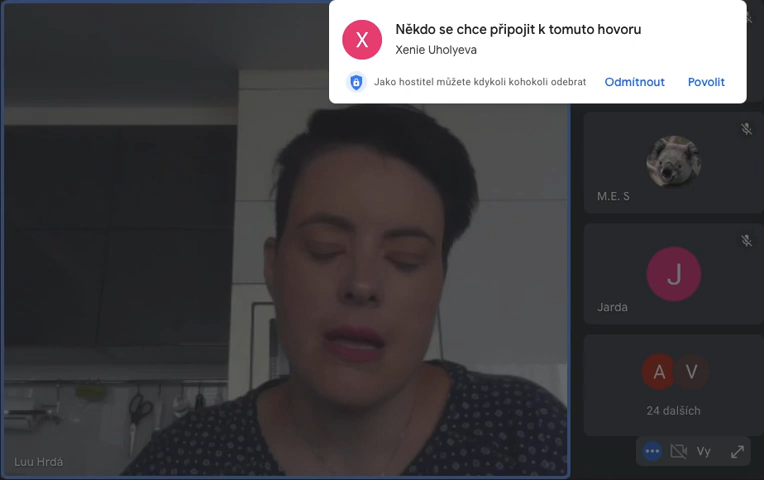 X
Někdo se chce připojit k tomuto hovoru
Xenie Uholyeva
Jako hostitel můžete kdykoli kohokoli odebrat
Odmítnout
Povolit
M.E. S
J
Jarda
A V
24 dalších
Vy
Luu Hrdá